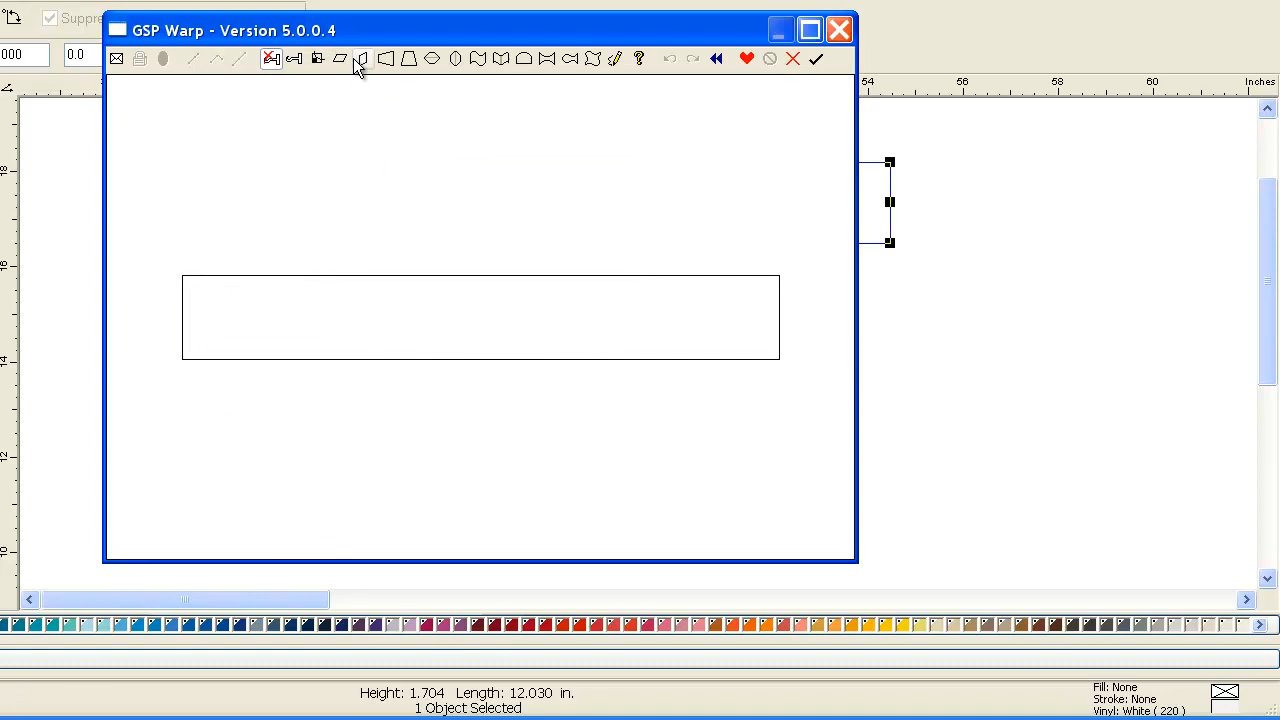 Suppre
GSP Warp - Version 5.0.0.4
000
0.0
54
56
58
60
Inches
8
16
14
12
10
Height: 1.704 Length: 12.030 in.
1 Object Selected
Fill: None
Stroke: None
Vinyl: White ( 220 )